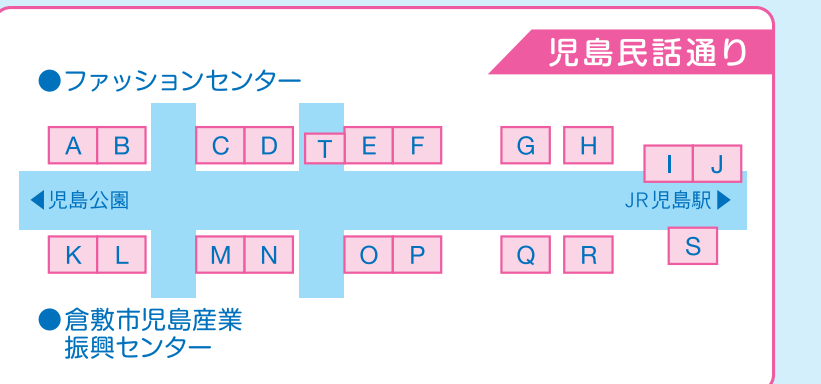 児島民話通り
●ファッションセンター
A B C D T E F G H I J
◀児島公園 JR児島駅▶
K L M N O P Q R S
●倉敷市児島産業
振興センター